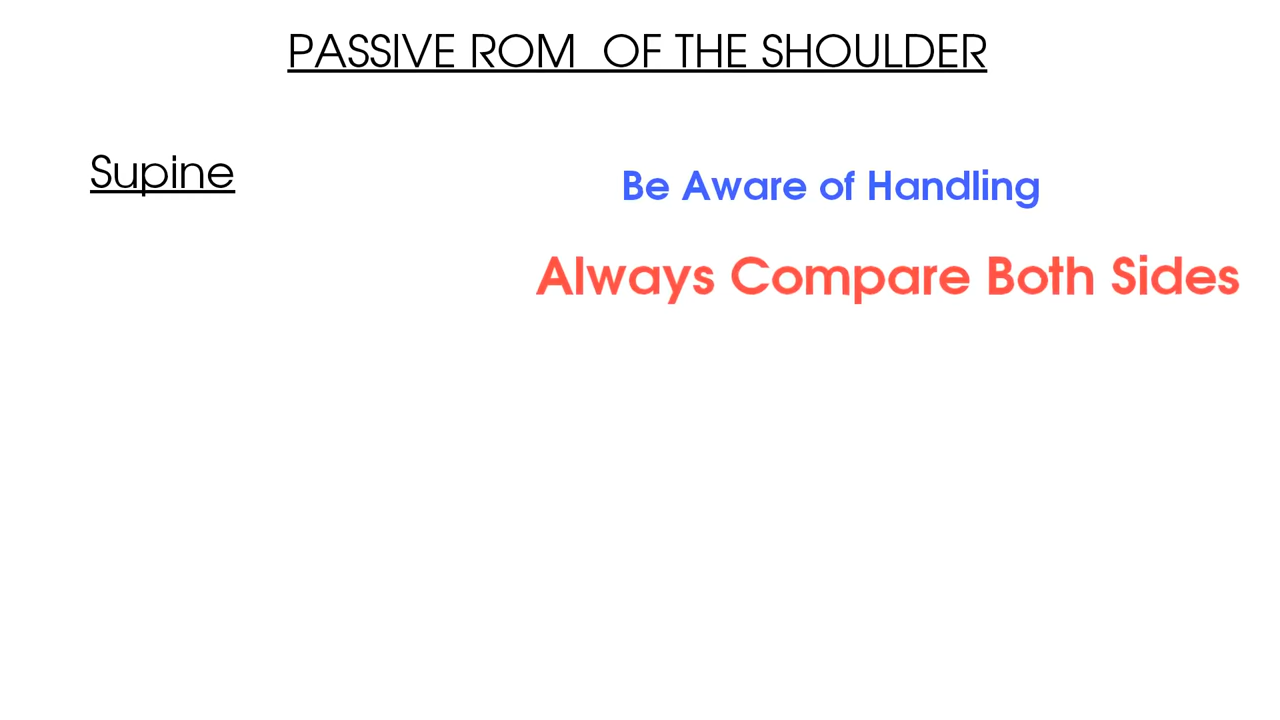 PASSIVE ROM  OF THE SHOULDER
Supine
Be Aware of Handling
Always Compare Both Sides